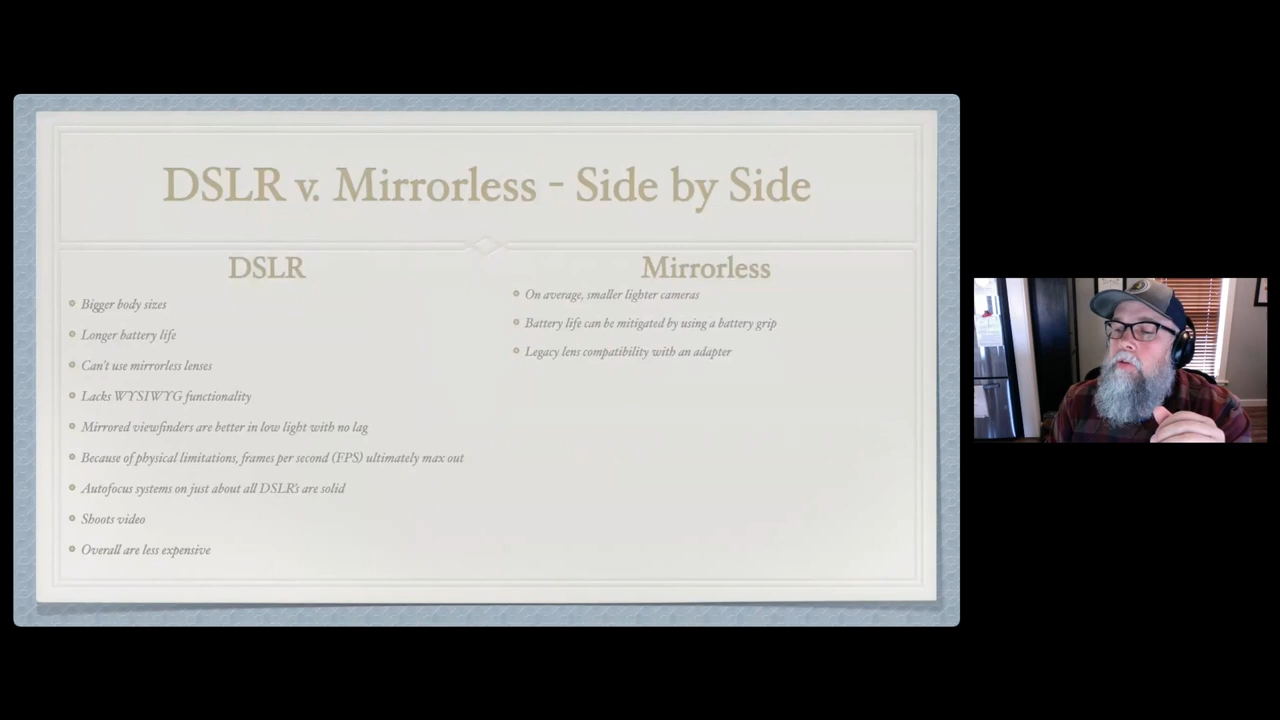 DSLR v. Mirrorless - Side by Side
DSLR
Bigger body sizes
Longer battery life
Can't use mirrorless lenses
Lacks WYSIWYG functionality
Mirrored viewfinders are better in low light with no lag
Because of physical limitations, frames per second (FPS) ultimately max out
Autofocus systems on just about all DSLR's are solid
Shoots video
Overall are less expensive
Mirrorless
On average, smaller lighter cameras
Battery life can be mitigated by using a battery grip
Legacy lens compatibility with an adapter